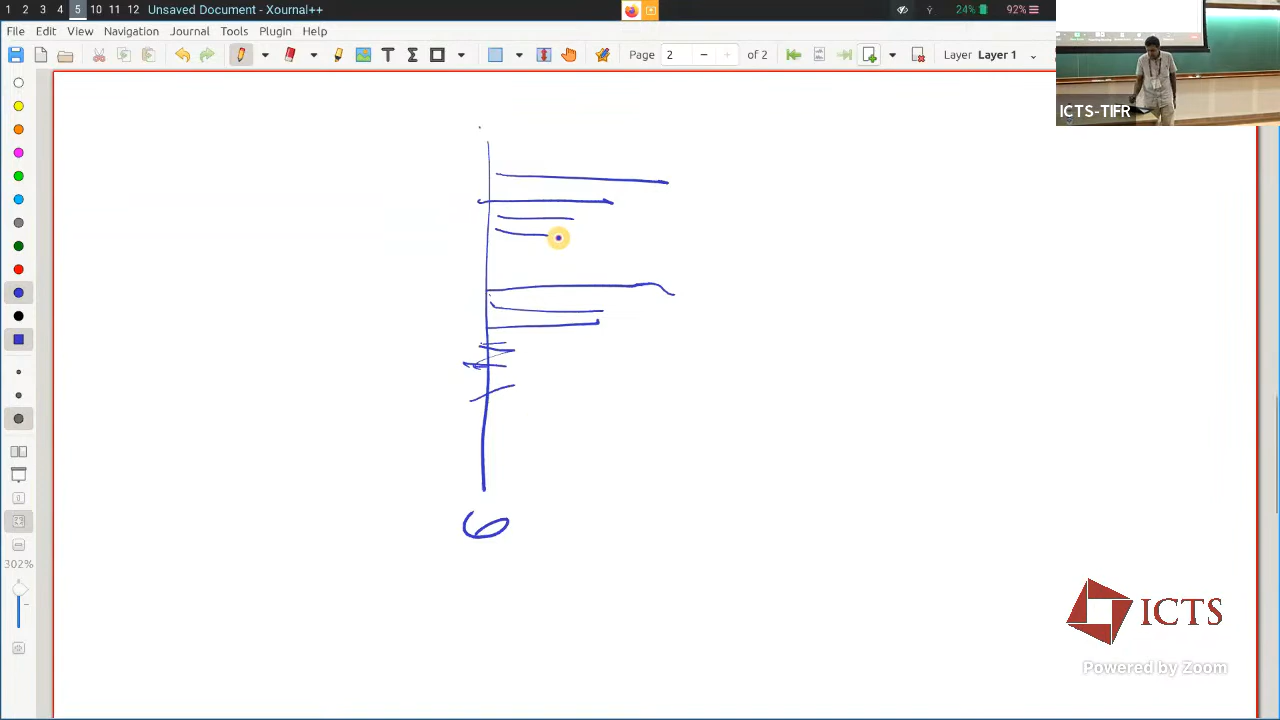 1 2 3 4 5 10 11 12 Unsaved Document - Xournal++ 24% 92%
File Edit View Navigation Journal Tools Plugin Help
Page 2 of 2 Layer Layer 1
ICTS-TIFR
302%
6
ICTS
Powered by Zoom